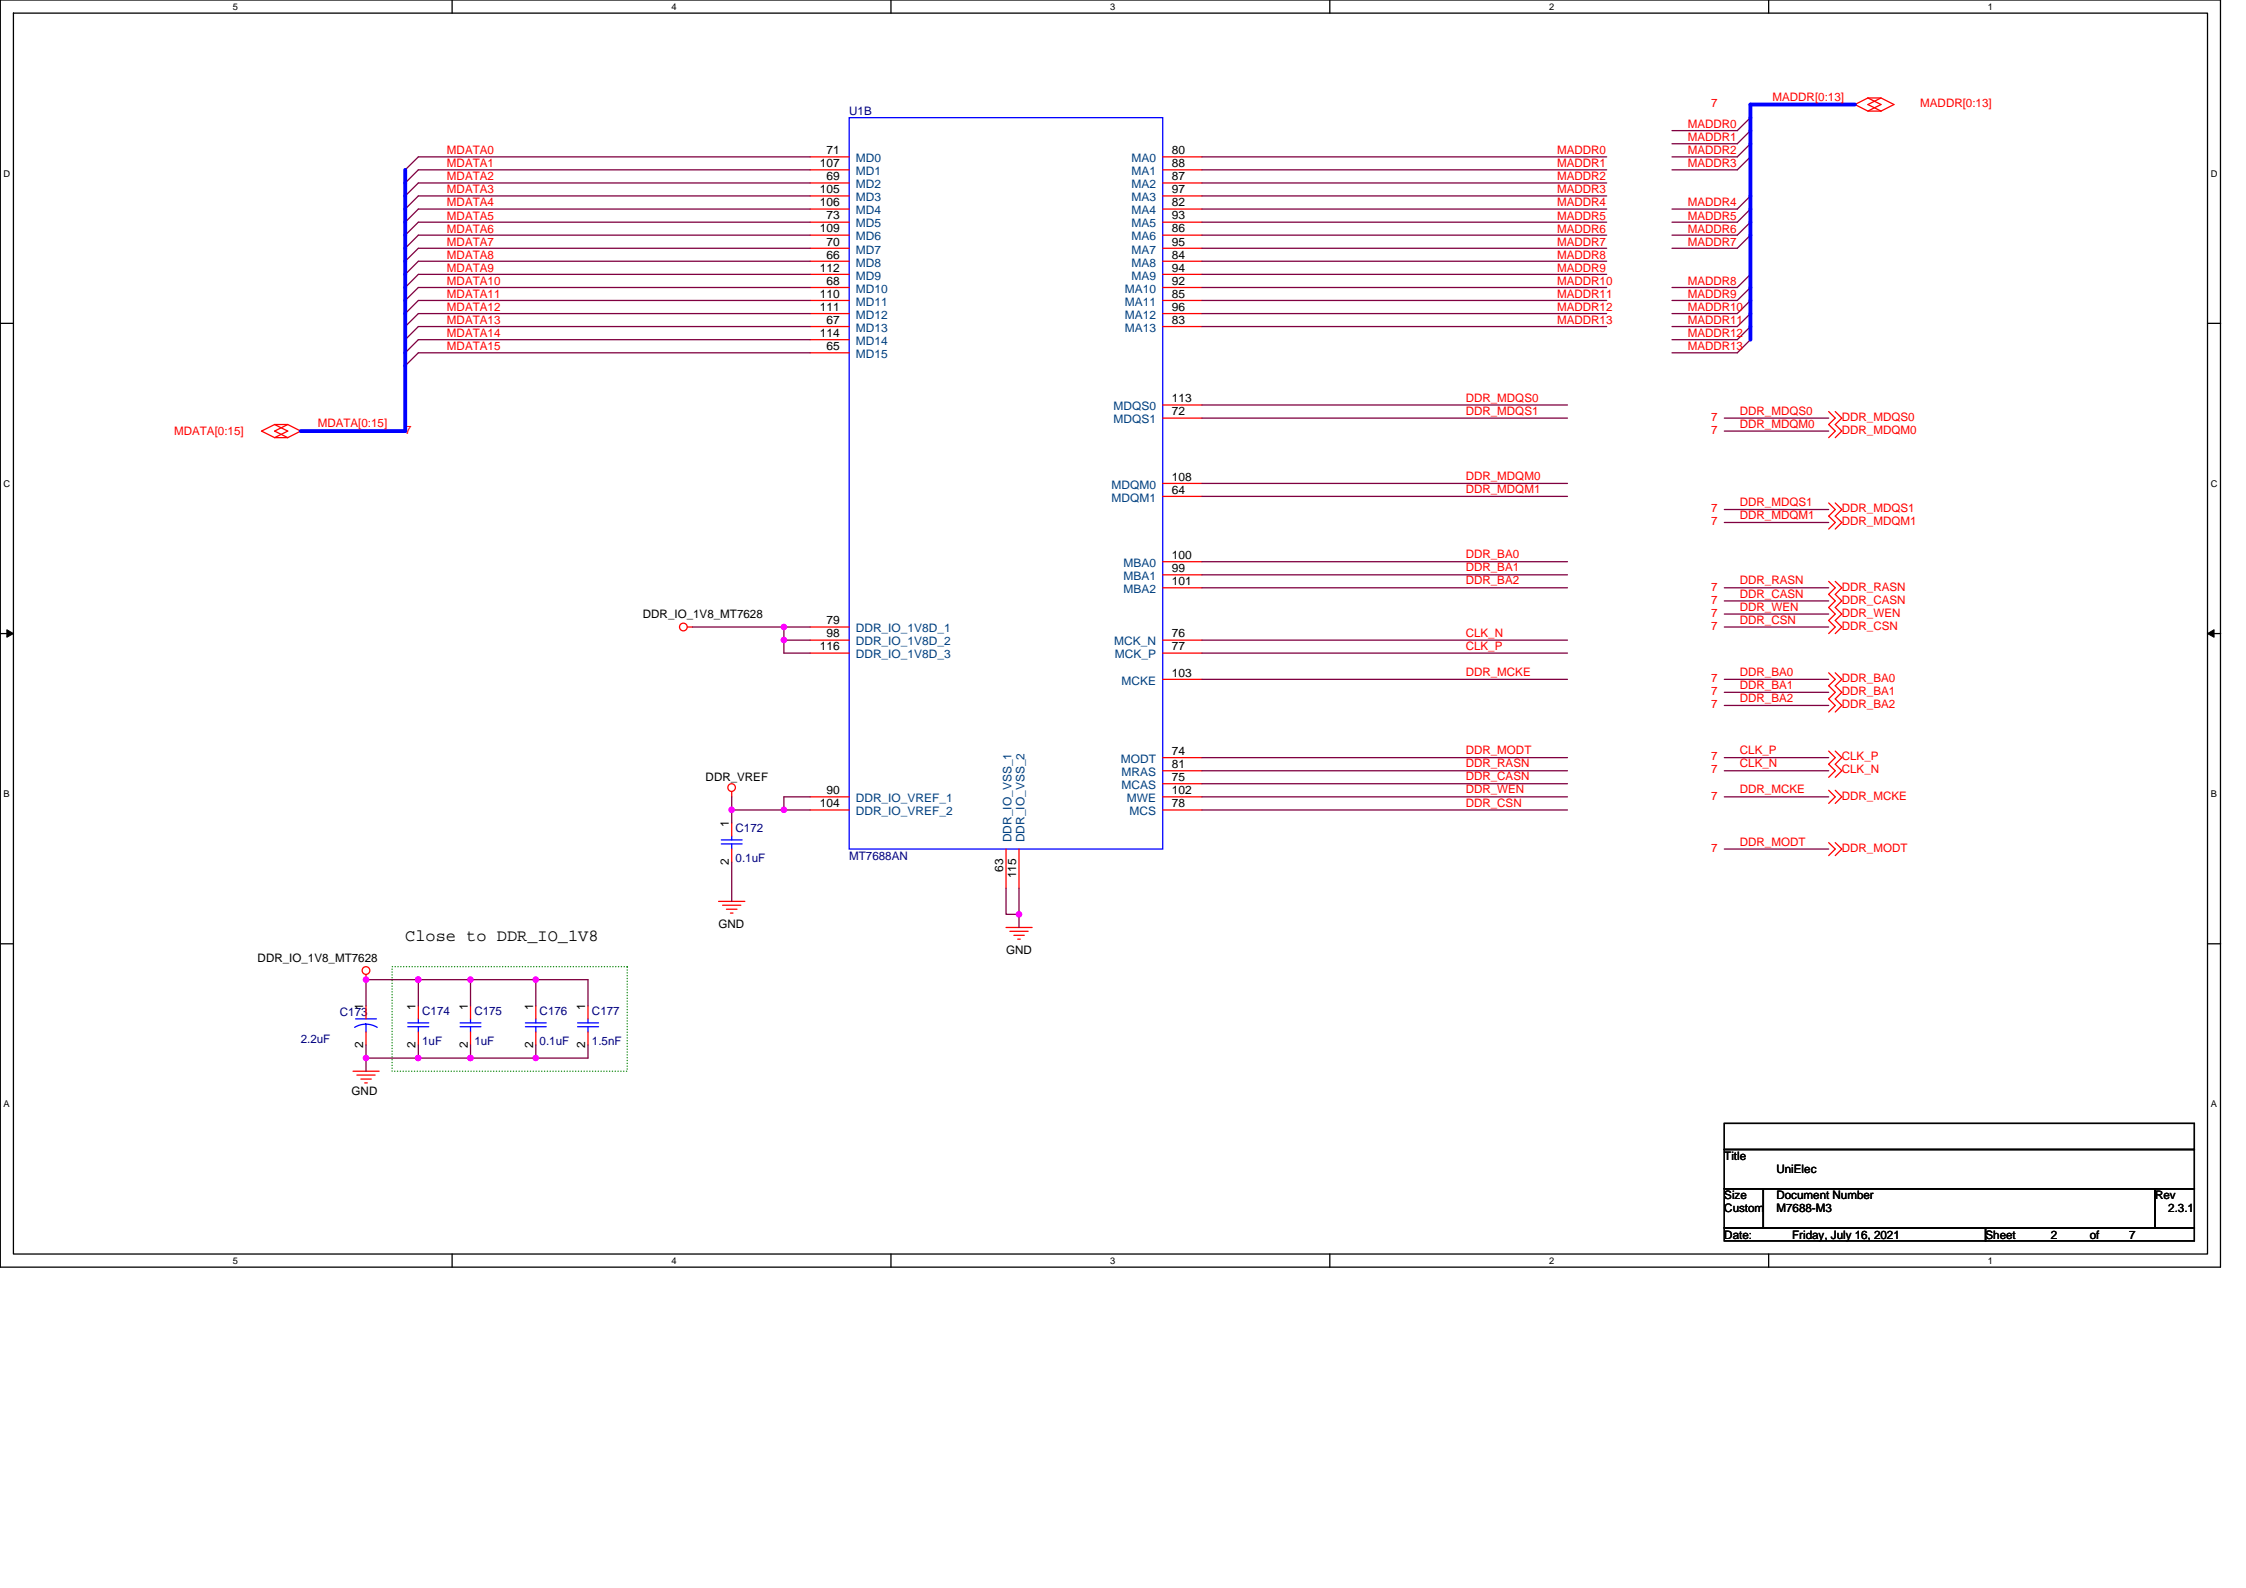 5 4 3 2 1
D
C
B
A
U1B
MT7688AN
MDATA0 71 MD0
MDATA1 107 MD1
MDATA2 69 MD2
MDATA3 105 MD3
MDATA4 106 MD4
MDATA5 73 MD5
MDATA6 109 MD6
MDATA7 70 MD7
MDATA8 66 MD8
MDATA9 112 MD9
MDATA10 68 MD10
MDATA11 110 MD11
MDATA12 111 MD12
MDATA13 67 MD13
MDATA14 114 MD14
MDATA15 65 MD15
MDATA[0:15] MDATA[0:15] 7
MA0 80 MADDR0
MA1 88 MADDR1
MA2 87 MADDR2
MA3 97 MADDR3
MA4 82 MADDR4
MA5 93 MADDR5
MA6 86 MADDR6
MA7 95 MADDR7
MA8 84 MADDR8
MA9 94 MADDR9
MA10 92 MADDR10
MA11 85 MADDR11
MA12 96 MADDR12
MA13 83 MADDR13
7 MADDR[0:13] MADDR[0:13]
MADDR0
MADDR1
MADDR2
MADDR3
MADDR4
MADDR5
MADDR6
MADDR7
MADDR8
MADDR9
MADDR10
MADDR11
MADDR12
MADDR13
MDQS0 113 DDR_MDQS0
MDQS1 72 DDR_MDQS1
MDQM0 108 DDR_MDQM0
MDQM1 64 DDR_MDQM1
MBA0 100 DDR_BA0
MBA1 99 DDR_BA1
MBA2 101 DDR_BA2
MCK_N 76 CLK_N
MCK_P 77 CLK_P
MCKE 103 DDR_MCKE
MODT 74 DDR_MODT
MRAS 81 DDR_RASN
MCAS 75 DDR_CASN
MWE 102 DDR_WEN
MCS 78 DDR_CSN
7 DDR_MDQS0 DDR_MDQS0
7 DDR_MDQM0 DDR_MDQM0
7 DDR_MDQS1 DDR_MDQS1
7 DDR_MDQM1 DDR_MDQM1
7 DDR_RASN DDR_RASN
7 DDR_CASN DDR_CASN
7 DDR_WEN DDR_WEN
7 DDR_CSN DDR_CSN
7 DDR_BA0 DDR_BA0
7 DDR_BA1 DDR_BA1
7 DDR_BA2 DDR_BA2
7 CLK_P CLK_P
7 CLK_N CLK_N
7 DDR_MCKE DDR_MCKE
7 DDR_MODT DDR_MODT
DDR_IO_1V8_MT7628
79 DDR_IO_1V8D_1
98 DDR_IO_1V8D_2
116 DDR_IO_1V8D_3
DDR_VREF
90 DDR_IO_VREF_1
104 DDR_IO_VREF_2
1 C172
2 0.1uF
GND
DDR_IO_VSS_1 63
DDR_IO_VSS_2 115
GND
Close to DDR_IO_1V8
DDR_IO_1V8_MT7628
C173 1 1 C174 1 C175 1 C176 1 C177
2.2uF 2 2 1uF 2 1uF 2 0.1uF 2 1.5nF
GND
Title
UniElec
Size Document Number Rev
Custom M7688-M3 2.3.1
Date: Friday, July 16, 2021 Sheet 2 of 7
D
C
B
A
5 4 3 2 1